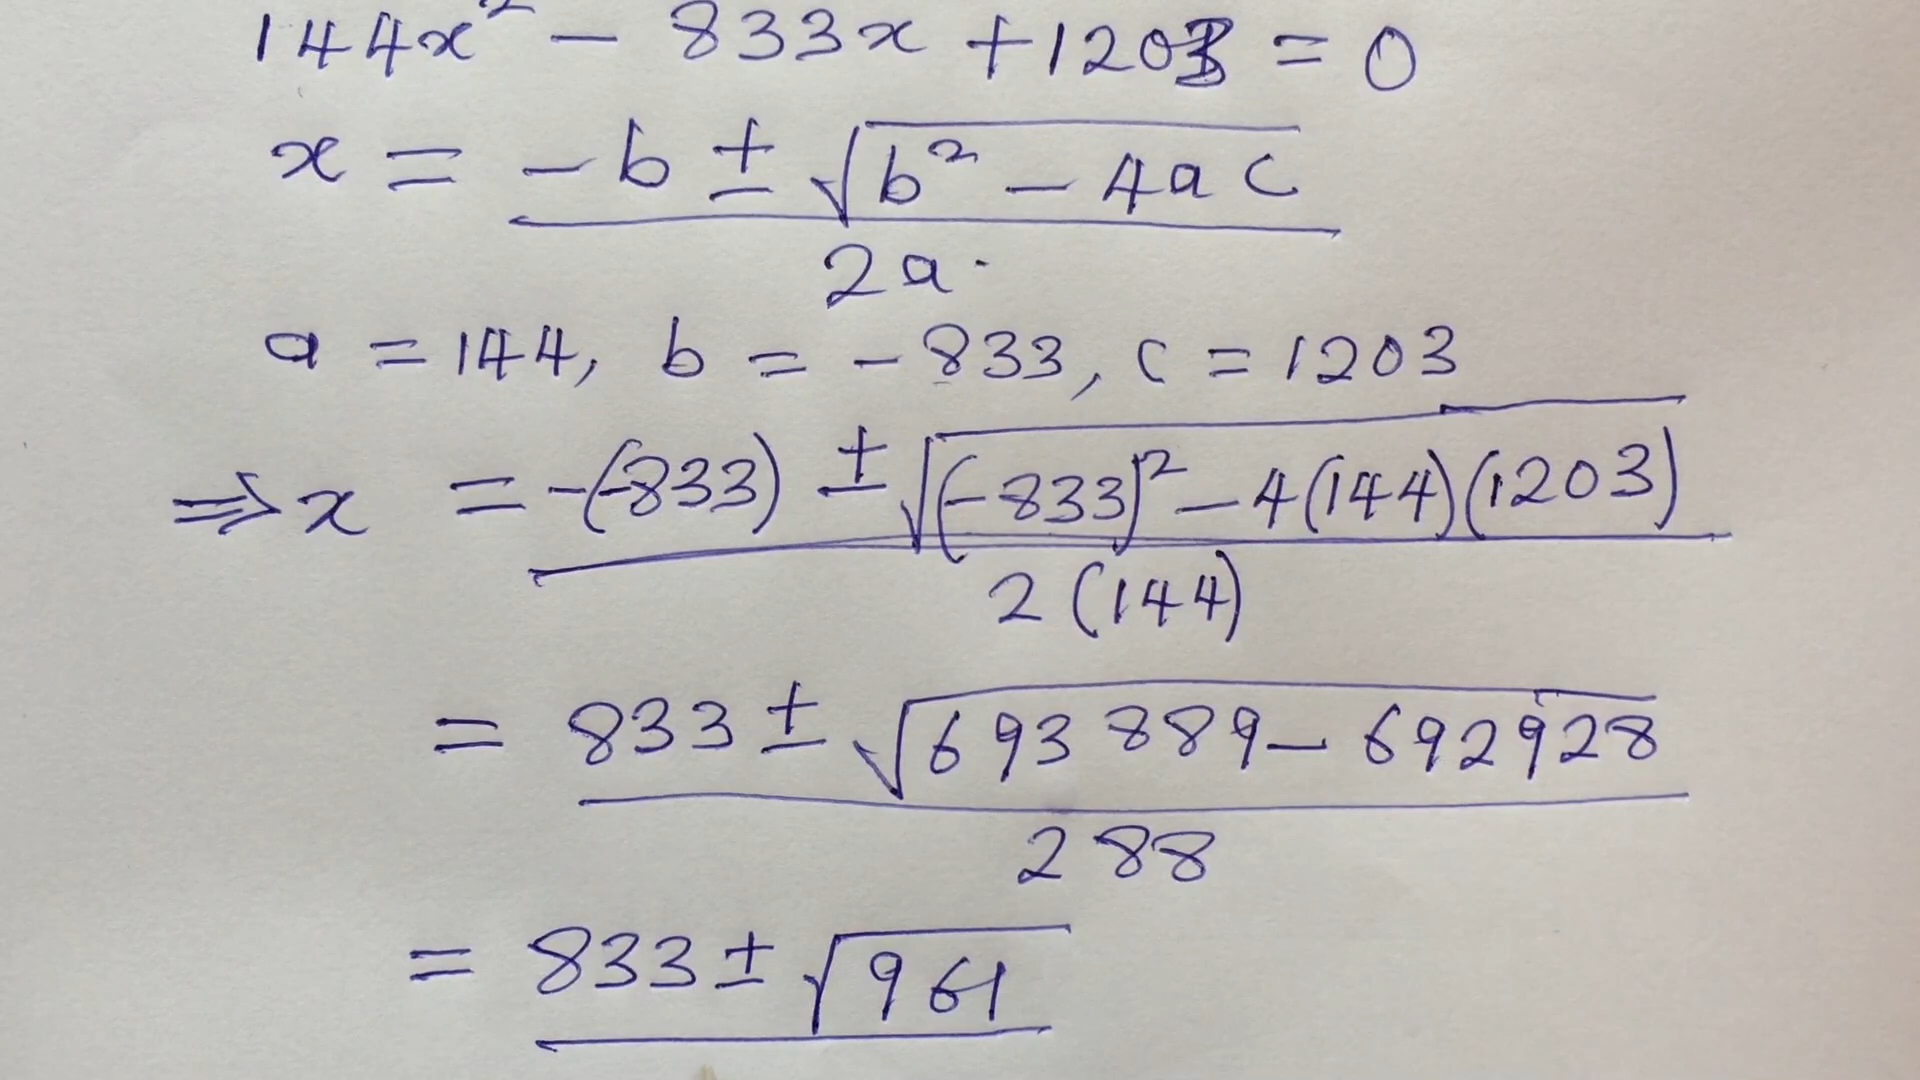 144x² - 833x + 1203 = 0
x = -b ± √b² - 4ac
2a.
a = 144, b = -833, c = 1203
⇒ x = -(-833) ± √(-833)² - 4(144)(1203)
2(144)
= 833 ± √693889 - 692928
288
= 833 ± √961